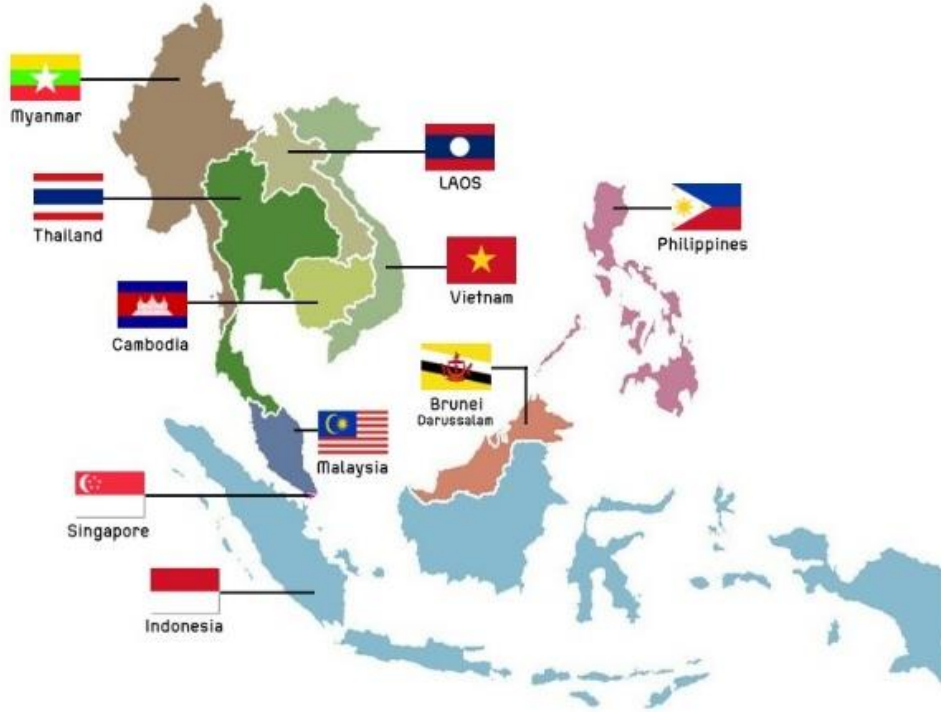 Myanmar
LAOS
Thailand
Philippines
Vietnam
Cambodia
Brunei
Darussalam
Malaysia
Singapore
Indonesia